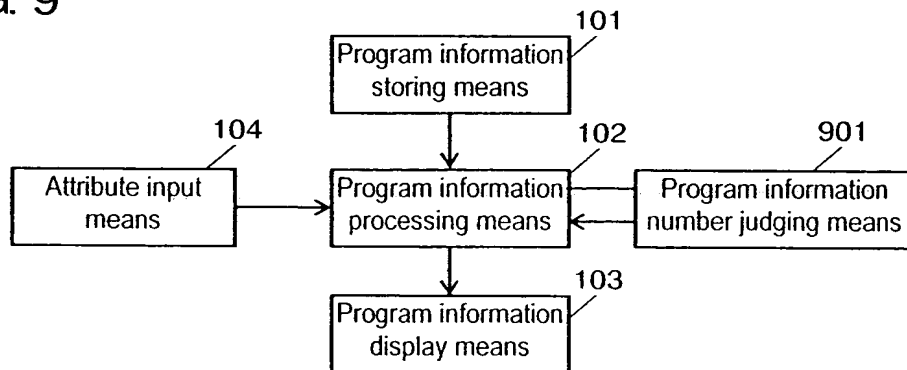 9
101
Program information
storing means
104
102
901
Attribute input
means
Program information
processing means
Program information
number judging means
103
Program information
display means